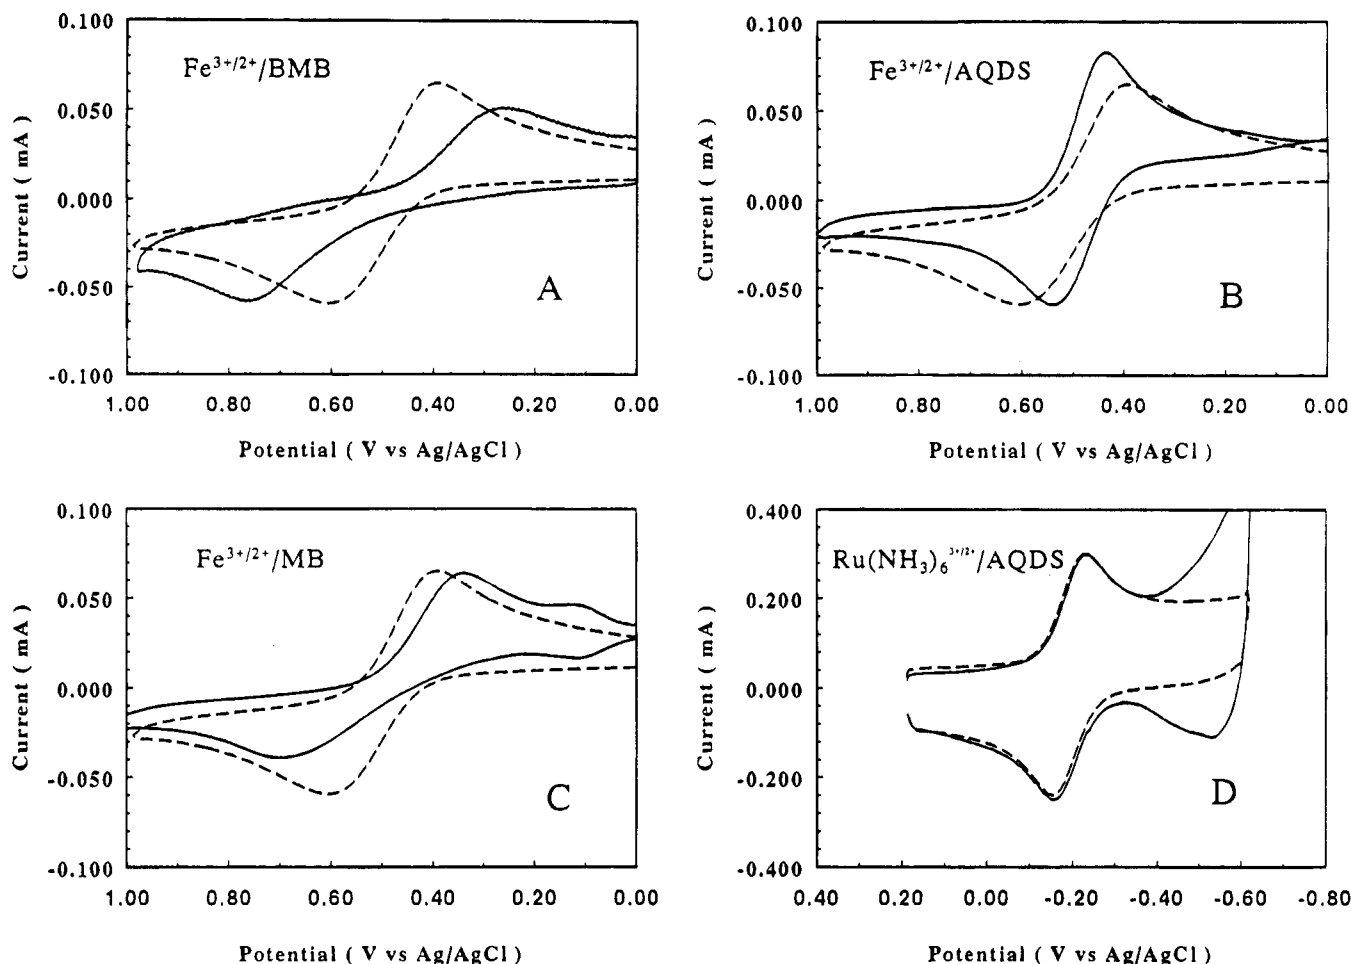 0.100
Fe³⁺/²⁺/BMB
0.050
0.000
-0.050
A
-0.100
1.00 0.80 0.60 0.40 0.20 0.00
Current ( mA )
Potential ( V vs Ag/AgCl )
0.100
Fe³⁺/²⁺/AQDS
0.050
0.000
-0.050
B
-0.100
1.00 0.80 0.60 0.40 0.20 0.00
Current ( mA )
Potential ( V vs Ag/AgCl )
0.100
Fe³⁺/²⁺/MB
0.050
0.000
-0.050
C
-0.100
1.00 0.80 0.60 0.40 0.20 0.00
Current ( mA )
Potential ( V vs Ag/AgCl )
0.400
Ru(NH₃)₆³⁺/²⁺/AQDS
0.200
0.000
-0.200
D
-0.400
0.40 0.20 0.00 -0.20 -0.40 -0.60 -0.80
Current ( mA )
Potential ( V vs Ag/AgCl )